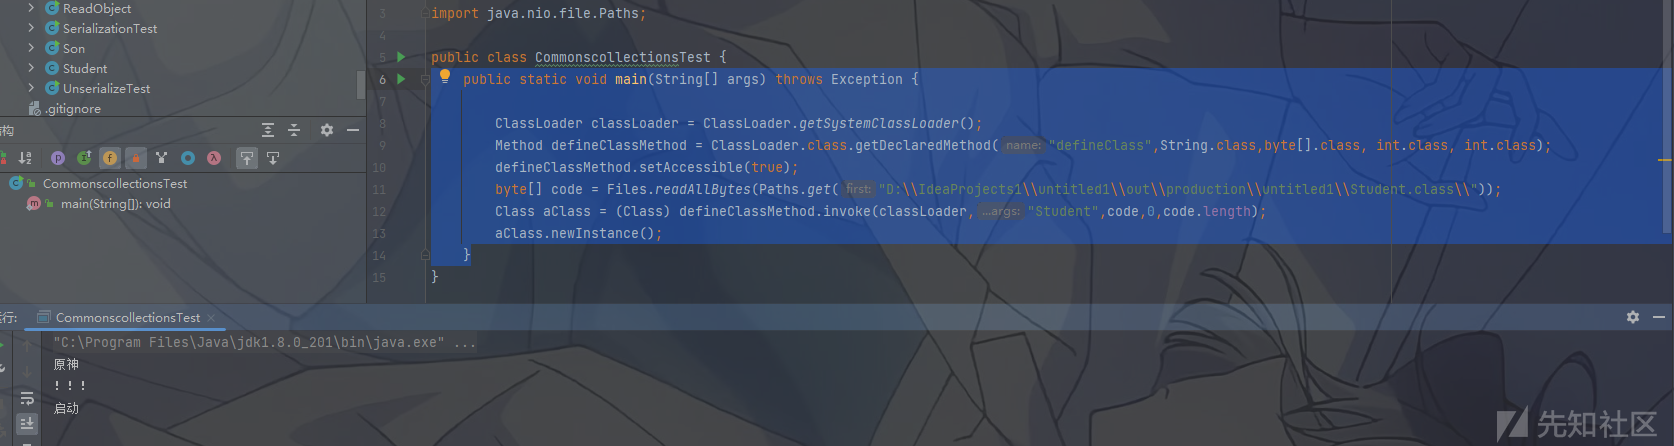 ReadObject
SerializationTest
Son
Student
UnserializeTest
.gitignore
构
CommonscollectionsTest
main(String[]): void
3 import java.nio.file.Paths;
4
5 public class CommonscollectionsTest {
6 public static void main(String[] args) throws Exception {
7
8 ClassLoader classLoader = ClassLoader.getSystemClassLoader();
9 Method defineClassMethod = ClassLoader.class.getDeclaredMethod( name: "defineClass",String.class,byte[].class, int.class, int.class);
10 defineClassMethod.setAccessible(true);
11 byte[] code = Files.readAllBytes(Paths.get( first: "D:\\IdeaProjects1\\untitled1\\out\\production\\untitled1\\Student.class\\"));
12 Class aClass = (Class) defineClassMethod.invoke(classLoader, ...args: "Student",code,0,code.length);
13 aClass.newInstance();
14 }
15 }
运行: CommonscollectionsTest
"C:\Program Files\Java\jdk1.8.0_201\bin\java.exe" ...
原神
!!!
启动
先知社区